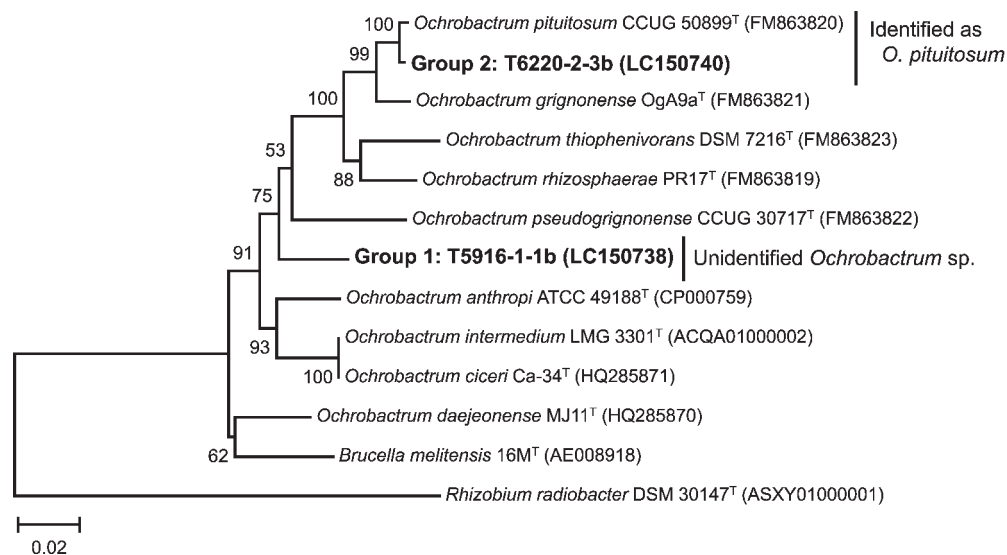 100
Ochrobactrum pituitosum CCUG 50899ᵀ (FM863820)
Identified as
O. pituitosum
99
Group 2: T6220-2-3b (LC150740)
100
Ochrobactrum grignonense OgA9aᵀ (FM863821)
Ochrobactrum thiophenivorans DSM 7216ᵀ (FM863823)
53
88
Ochrobactrum rhizosphaerae PR17ᵀ (FM863819)
75
Ochrobactrum pseudogrignonense CCUG 30717ᵀ (FM863822)
91
Group 1: T5916-1-1b (LC150738)
Unidentified Ochrobactrum sp.
Ochrobactrum anthropi ATCC 49188ᵀ (CP000759)
93
Ochrobactrum intermedium LMG 3301ᵀ (ACQA01000002)
100
Ochrobactrum ciceri Ca-34ᵀ (HQ285871)
Ochrobactrum daejeonense MJ11ᵀ (HQ285870)
62
Brucella melitensis 16Mᵀ (AE008918)
Rhizobium radiobacter DSM 30147ᵀ (ASXY01000001)
0.02